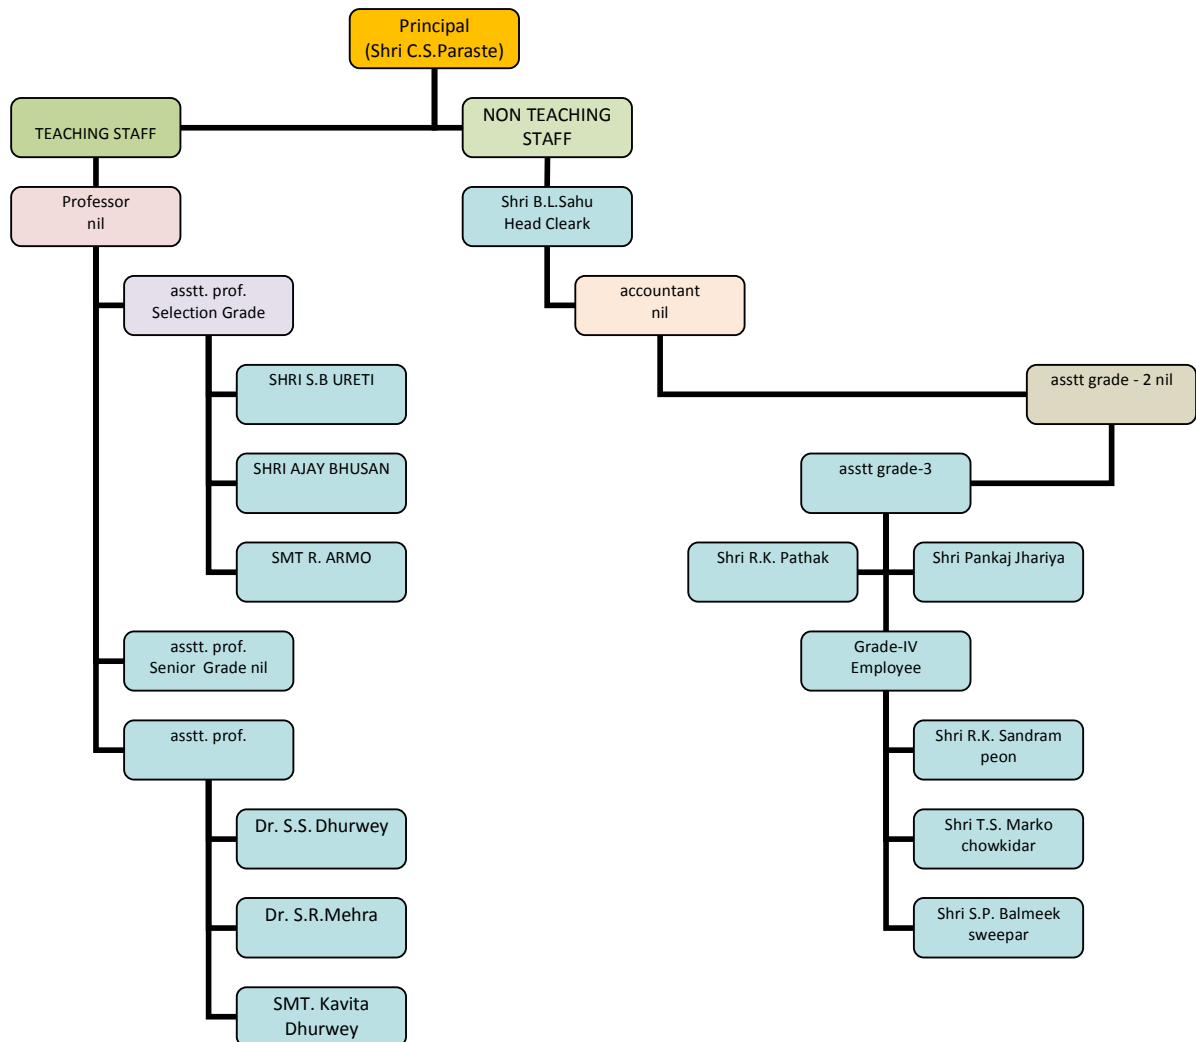 Principal
(Shri C.S.Paraste)
TEACHING STAFF
NON TEACHING
STAFF
Professor
nil
Shri B.L.Sahu
Head Cleark
asstt. prof.
Selection Grade
accountant
nil
SHRI S.B URETI
asstt grade - 2 nil
SHRI AJAY BHUSAN
asstt grade-3
SMT R. ARMO
Shri R.K. Pathak
Shri Pankaj Jhariya
asstt. prof.
Senior  Grade nil
Grade-IV
Employee
asstt. prof.
Shri R.K. Sandram
peon
Dr. S.S. Dhurwey
Shri T.S. Marko
chowkidar
Dr. S.R.Mehra
Shri S.P. Balmeek
sweepar
SMT. Kavita
Dhurwey